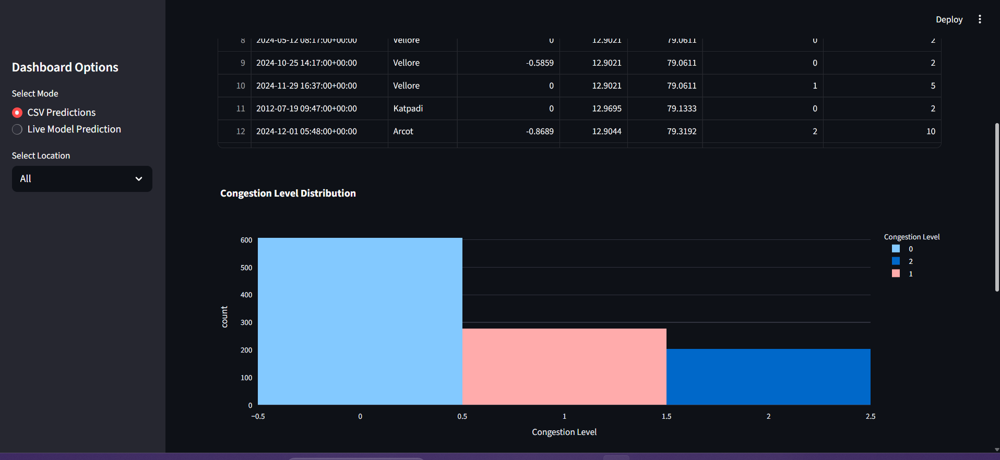 Deploy
Dashboard Options
Select Mode
CSV Predictions
Live Model Prediction
Select Location
All
8 2024-05-12 08:17:00+00:00 Vellore 0 12.9021 79.0611 0 2
9 2024-10-25 14:17:00+00:00 Vellore -0.5859 12.9021 79.0611 0 2
10 2024-11-29 16:37:00+00:00 Vellore 0 12.9021 79.0611 1 5
11 2012-07-19 09:47:00+00:00 Katpadi 0 12.9695 79.1333 0 2
12 2024-12-01 05:48:00+00:00 Arcot -0.8689 12.9044 79.3192 2 10
Congestion Level Distribution
600
500
400
300
200
100
0
count
−0.5 0 0.5 1 1.5 2 2.5
Congestion Level
Congestion Level
0
2
1